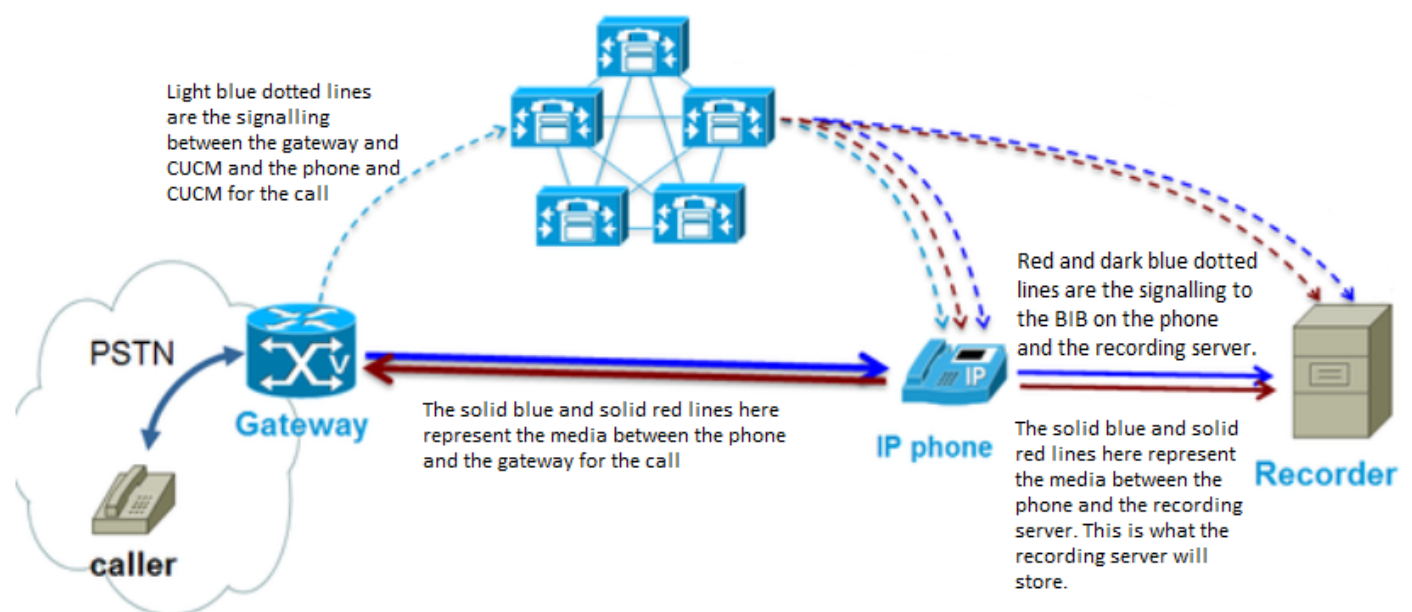 Light blue dotted lines
are the signalling
between the gateway and
CUCM and the phone and
CUCM for the call
PSTN
V
Gateway
caller
The solid blue and solid red lines here
represent the media between the phone
and the gateway for the call
IP
IP phone
Red and dark blue dotted
lines are the signalling to
the BIB on the phone
and the recording server.
The solid blue and solid
red lines here represent
the media between the
phone and the recording
server. This is what the
recording server will
store.
Recorder